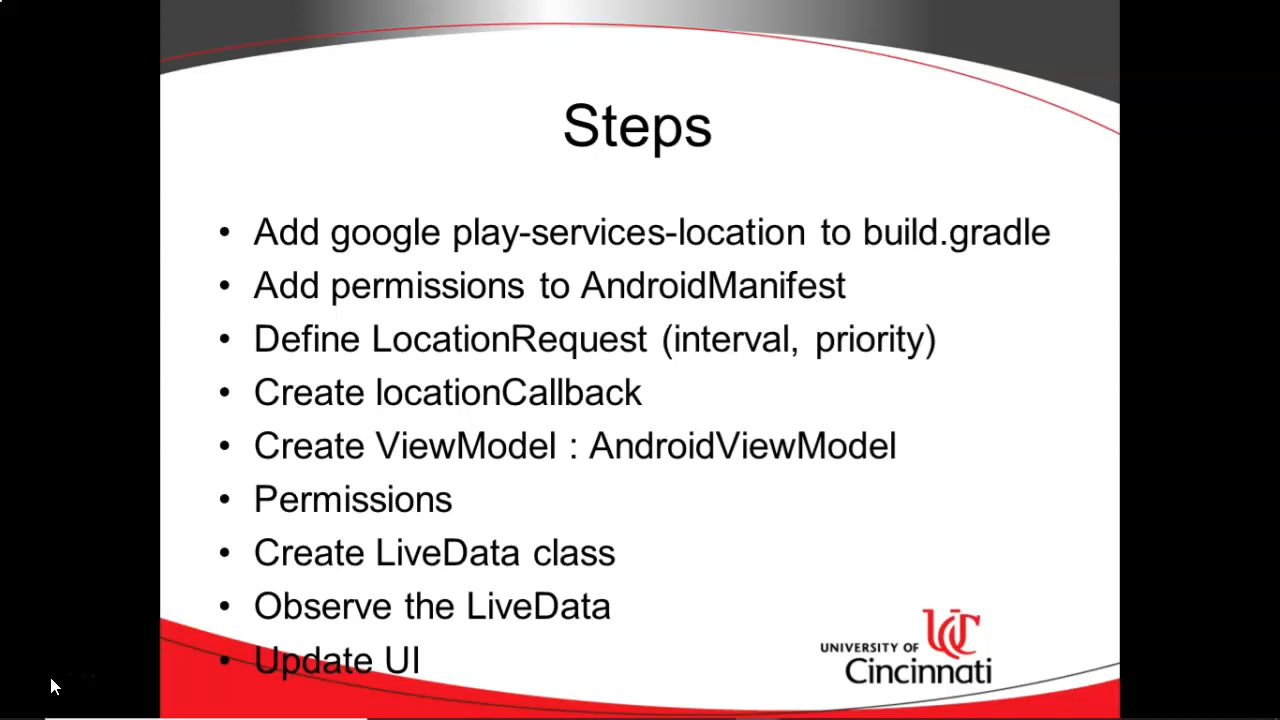 Steps
• Add google play-services-location to build.gradle
• Add permissions to AndroidManifest
• Define LocationRequest (interval, priority)
• Create locationCallback
• Create ViewModel : AndroidViewModel
• Permissions
• Create LiveData class
• Observe the LiveData
• Update UI
UC
UNIVERSITY OF
Cincinnati